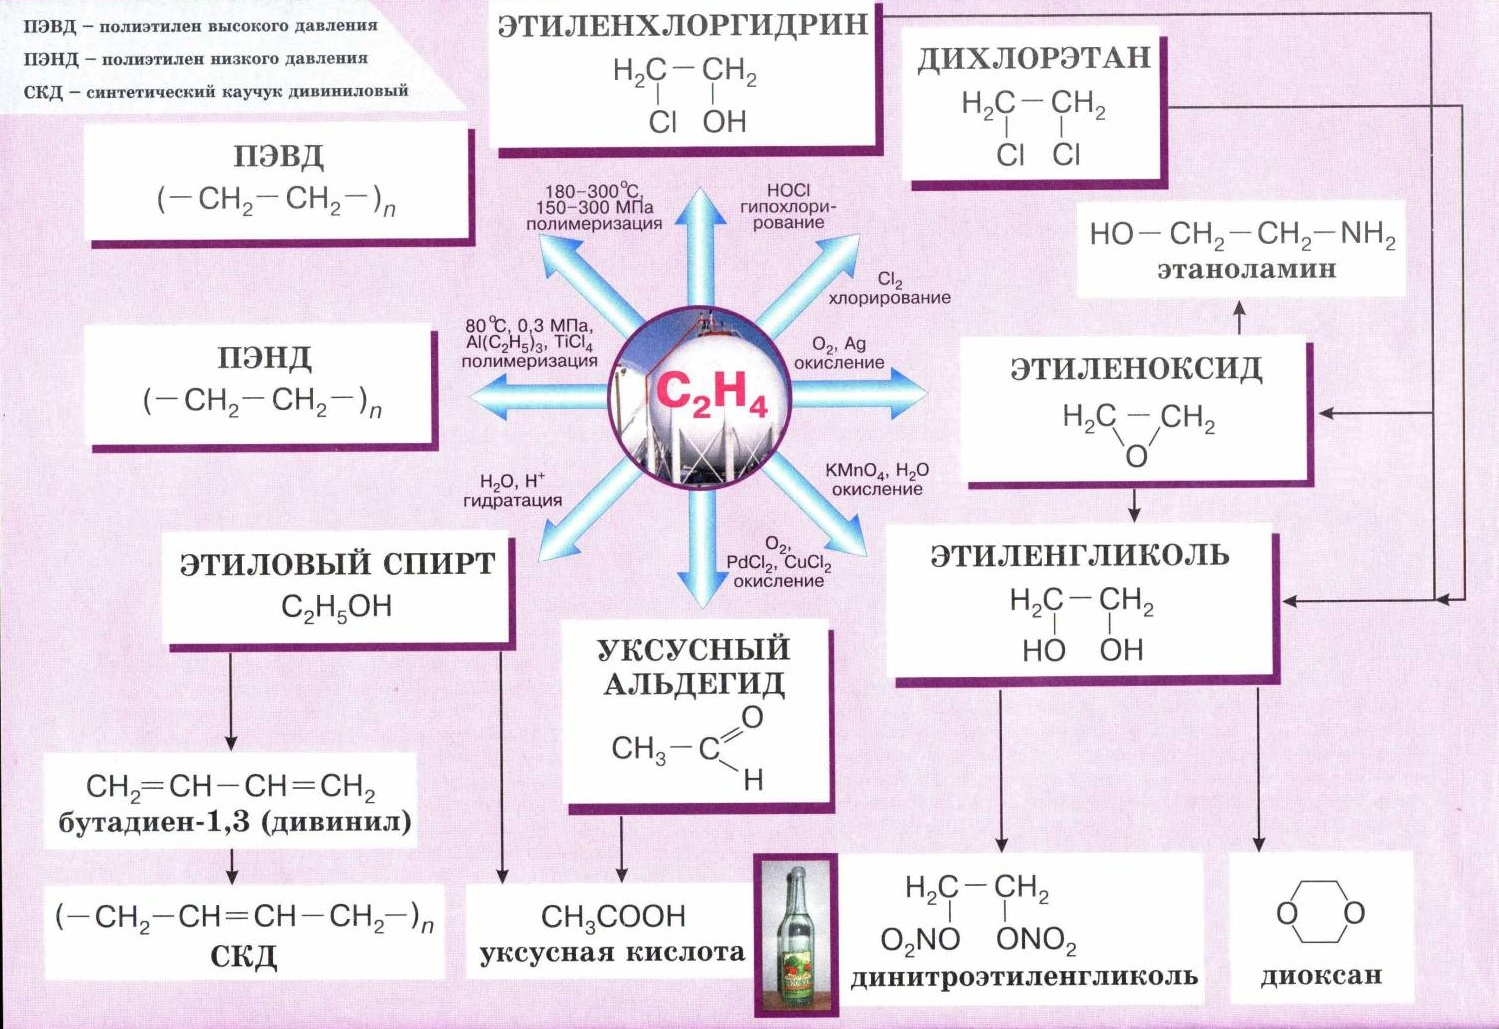 ПЭВД – полиэтилен высокого давления
ПЭНД – полиэтилен низкого давления
СКД – синтетический каучук дивиниловый
ЭТИЛЕНХЛОРГИДРИН
H₂C – CH₂
Cl OH
ДИХЛОРЭТАН
H₂C – CH₂
Cl Cl
ПЭВД
(– CH₂ – CH₂ –)ₙ
180–300°C,
150–300 МПа
полимеризация
HOCl
гипохлори-
рование
HO – CH₂ – CH₂ – NH₂
этаноламин
Cl₂
хлорирование
80°C, 0,3 МПа,
Al(C₂H₅)₃, TiCl₄
полимеризация
O₂, Ag
окисление
ПЭНД
(– CH₂ – CH₂ –)ₙ
C₂H₄
ЭТИЛЕНОКСИД
H₂C – CH₂
O
H₂O, H⁺
гидратация
KMnO₄, H₂O
окисление
O₂,
PdCl₂, CuCl₂
окисление
ЭТИЛОВЫЙ СПИРТ
C₂H₅OH
ЭТИЛЕНГЛИКОЛЬ
H₂C – CH₂
HO OH
УКСУСНЫЙ
АЛЬДЕГИД
O
CH₃ – C
H
CH₂=CH – CH=CH₂
бутадиен-1,3 (дивинил)
(– CH₂ – CH=CH – CH₂ –)ₙ
СКД
CH₃COOH
уксусная кислота
H₂C – CH₂
O₂NO ONO₂
динитроэтиленгликоль
O O
диоксан